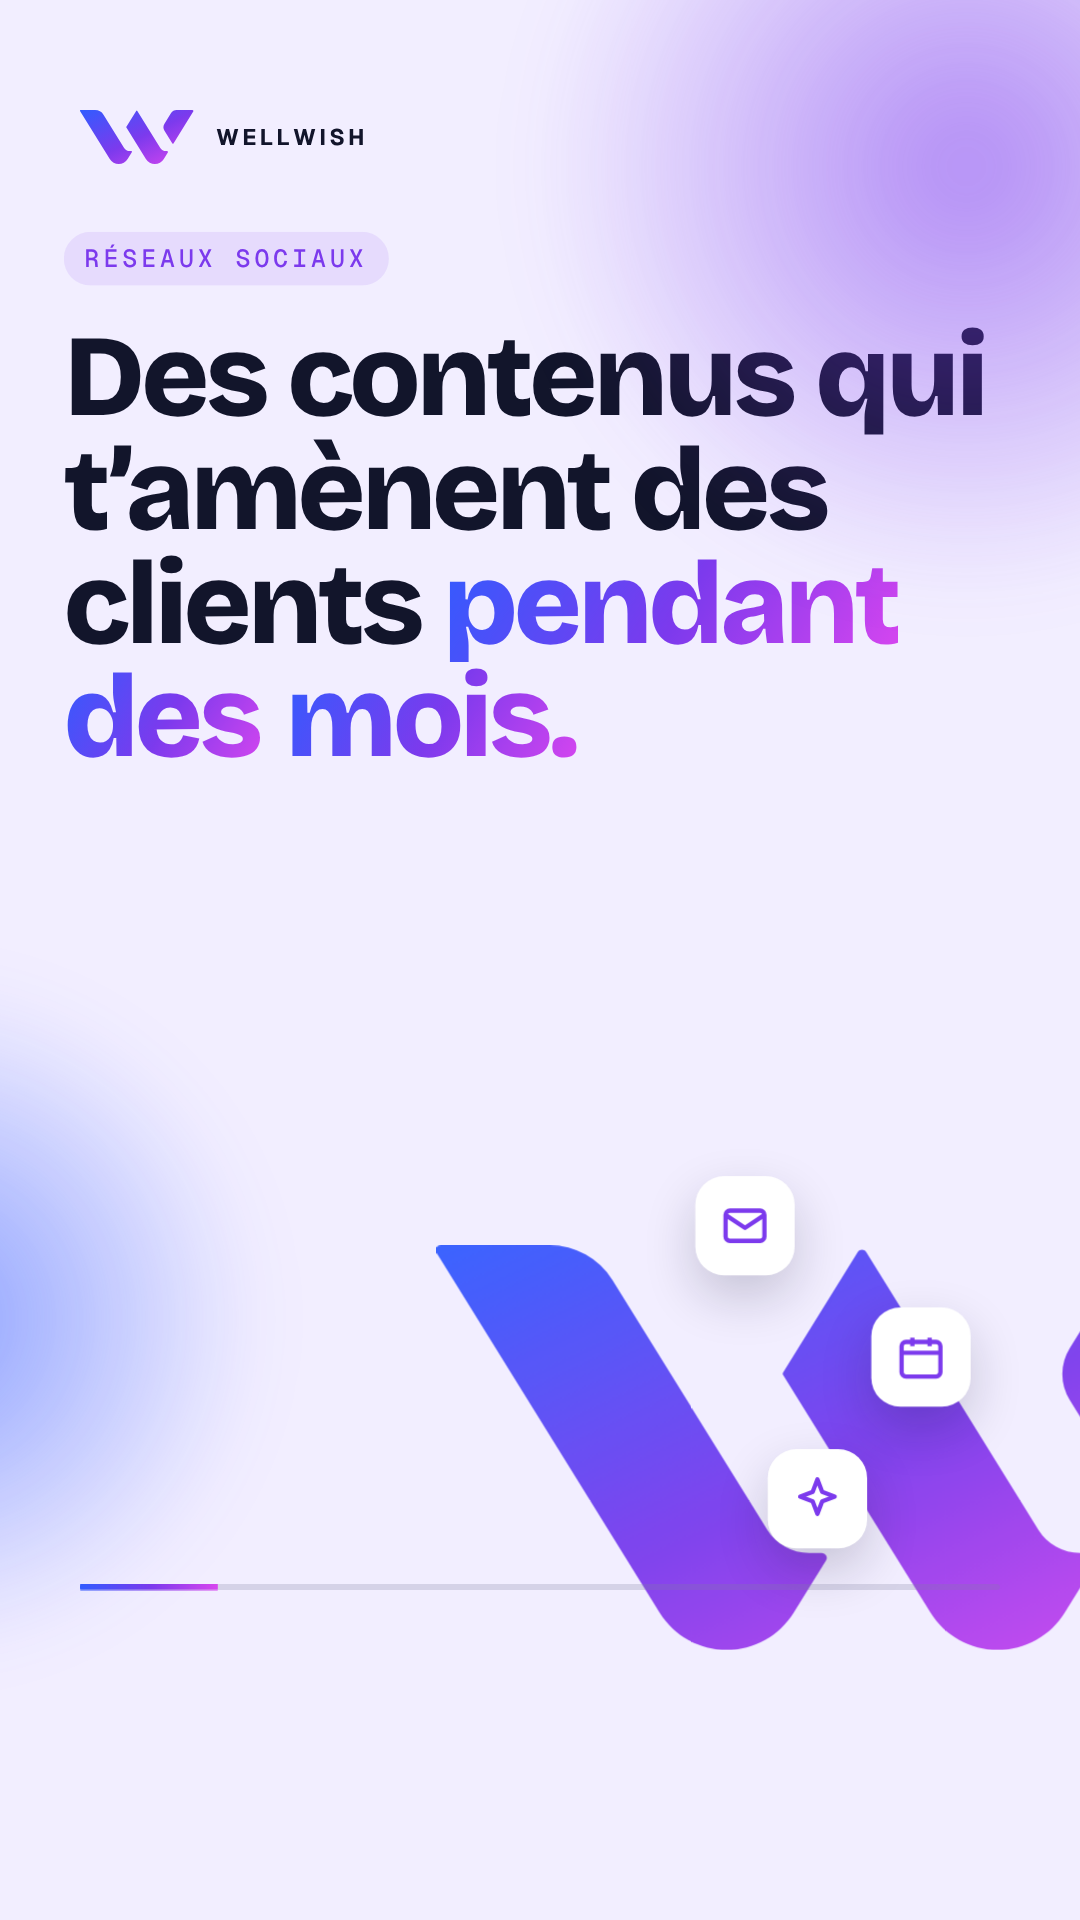 WELLWISH
RÉSEAUX SOCIAUX
Des contenus qui
t’amènent des
clients pendant
des mois.